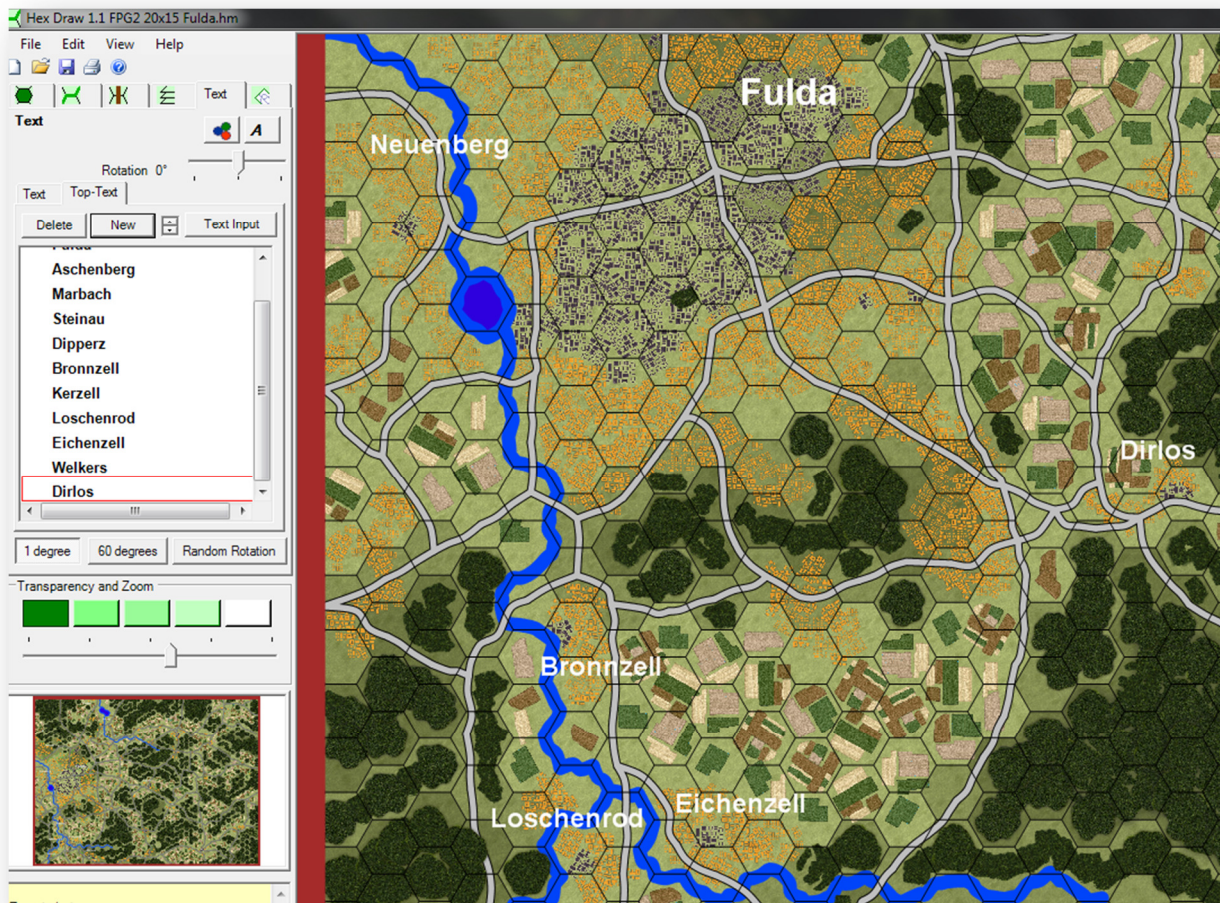 Hex Draw 1.1 FPG2 20x15 Fulda.hm
File Edit View Help
Text
Text
Rotation 0°
Text Top-Text
Delete New Text Input
Fulda
Aschenberg
Marbach
Steinau
Dipperz
Bronnzell
Kerzell
Loschenrod
Eichenzell
Welkers
Dirlos
1 degree 60 degrees Random Rotation
Transparency and Zoom
Fulda
Neuenberg
Dirlos
Bronnzell
Eichenzell
Loschenrod